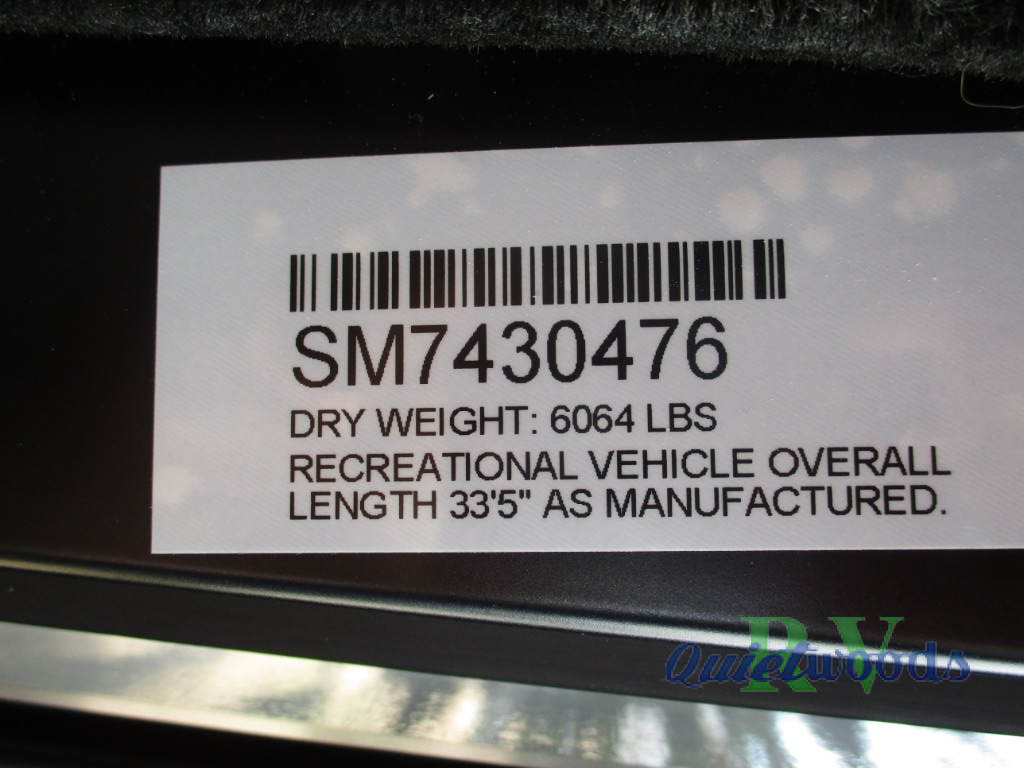 SM7430476
DRY WEIGHT: 6064 LBS
RECREATIONAL VEHICLE OVERALL
LENGTH 33'5" AS MANUFACTURED.
RV
Quietwoods